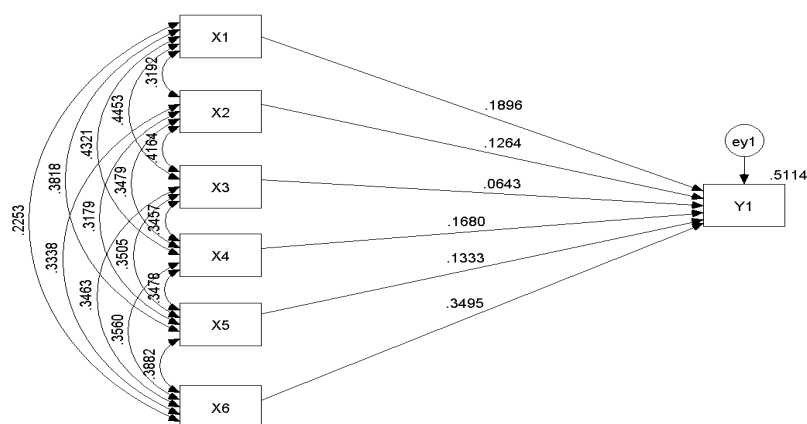 X1
.3192
.1896
X2
.4453
.1264
ey1
.4321
.4164
.5114
.3818
.3479
X3
.0643
Y1
.2253
.3179
.3457
.1680
.3338
.3505
X4
.1333
.3463
.3478
.3495
.3560
X5
.3882
X6